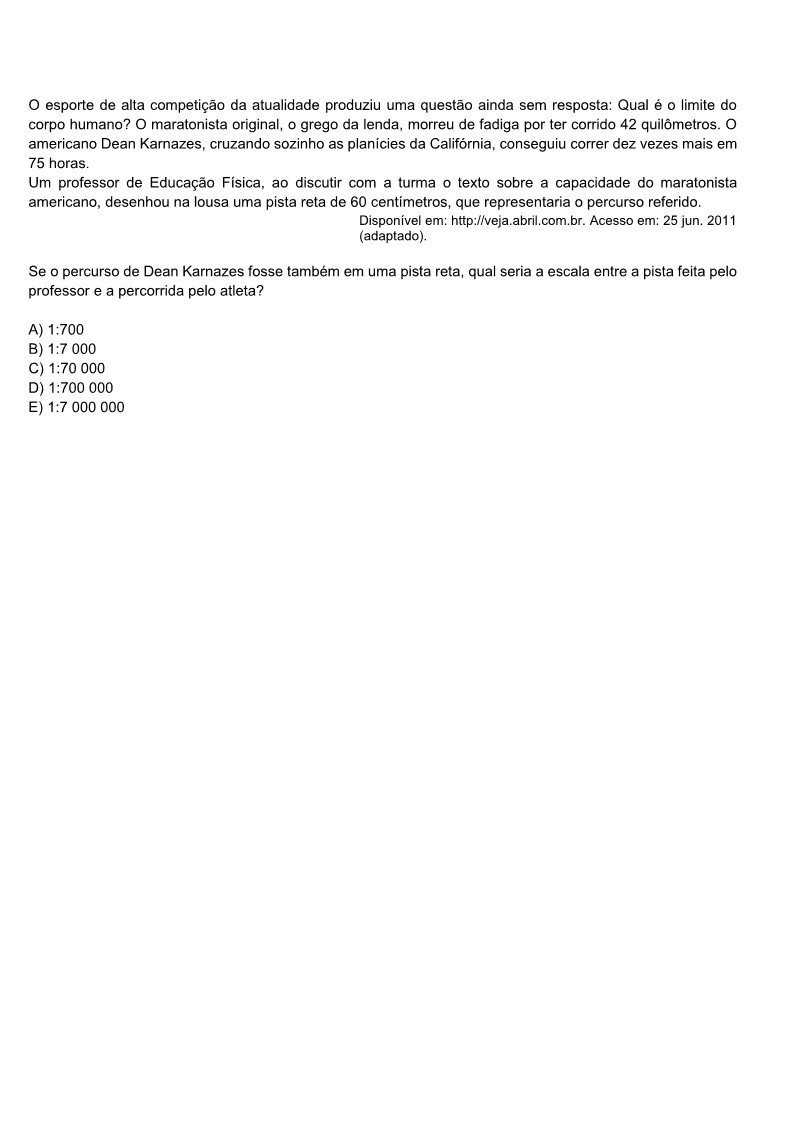 O esporte de alta competição da atualidade produziu uma questão ainda sem resposta: Qual é o limite do
corpo humano? O maratonista original, o grego da lenda, morreu de fadiga por ter corrido 42 quilômetros. O
americano Dean Karnazes, cruzando sozinho as planícies da Califórnia, conseguiu correr dez vezes mais em
75 horas.
Um professor de Educação Física, ao discutir com a turma o texto sobre a capacidade do maratonista
americano, desenhou na lousa uma pista reta de 60 centímetros, que representaria o percurso referido.
Disponível em: http://veja.abril.com.br. Acesso em: 25 jun. 2011
(adaptado).
Se o percurso de Dean Karnazes fosse também em uma pista reta, qual seria a escala entre a pista feita pelo
professor e a percorrida pelo atleta?
A) 1:700
B) 1:7 000
C) 1:70 000
D) 1:700 000
E) 1:7 000 000